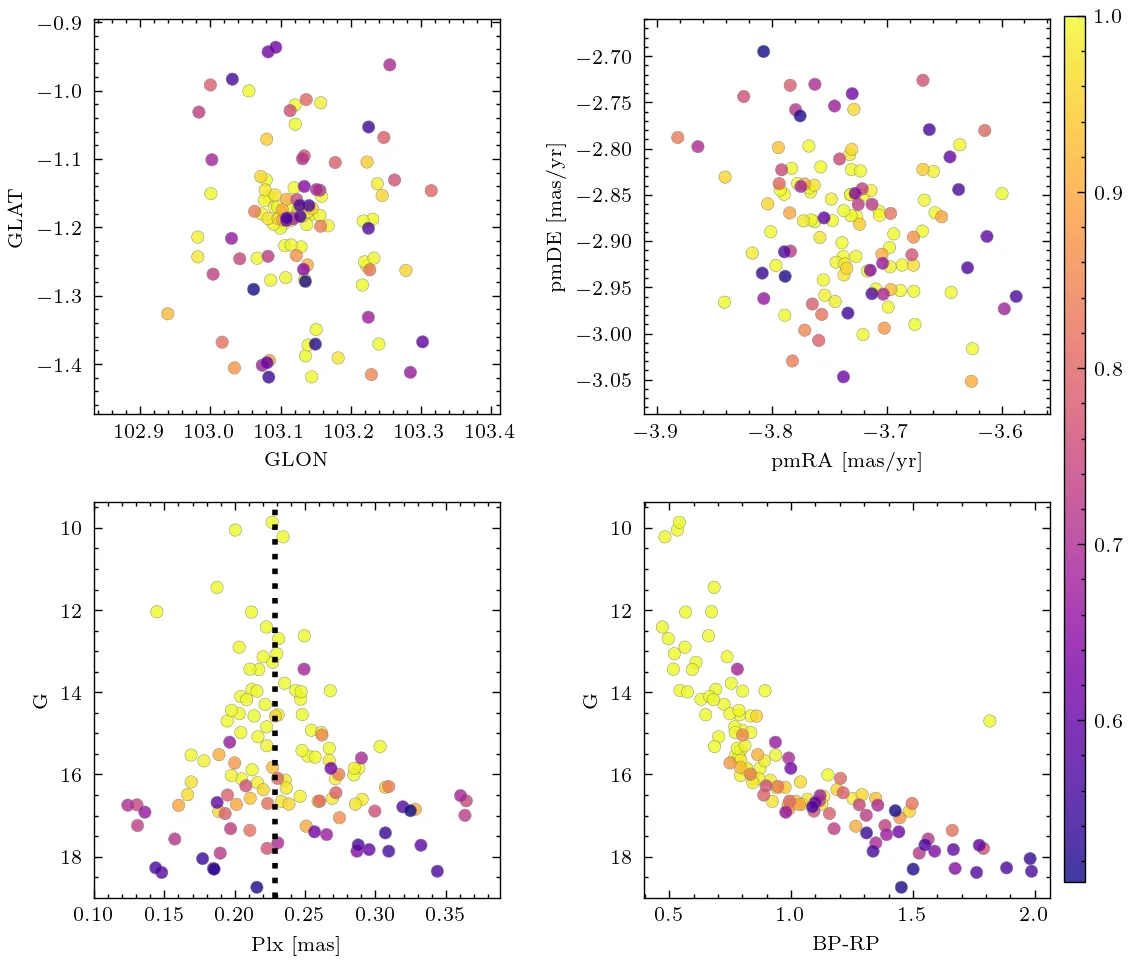 −0.9
−1.0
−1.1
−1.2
−1.3
−1.4
GLAT
102.9 103.0 103.1 103.2 103.3 103.4
GLON
−2.70
−2.75
−2.80
−2.85
−2.90
−2.95
−3.00
−3.05
pmDE [mas/yr]
−3.9 −3.8 −3.7 −3.6
pmRA [mas/yr]
10
12
14
16
18
G
0.10 0.15 0.20 0.25 0.30 0.35
Plx [mas]
10
12
14
16
18
G
0.5 1.0 1.5 2.0
BP-RP
1.0
0.9
0.8
0.7
0.6